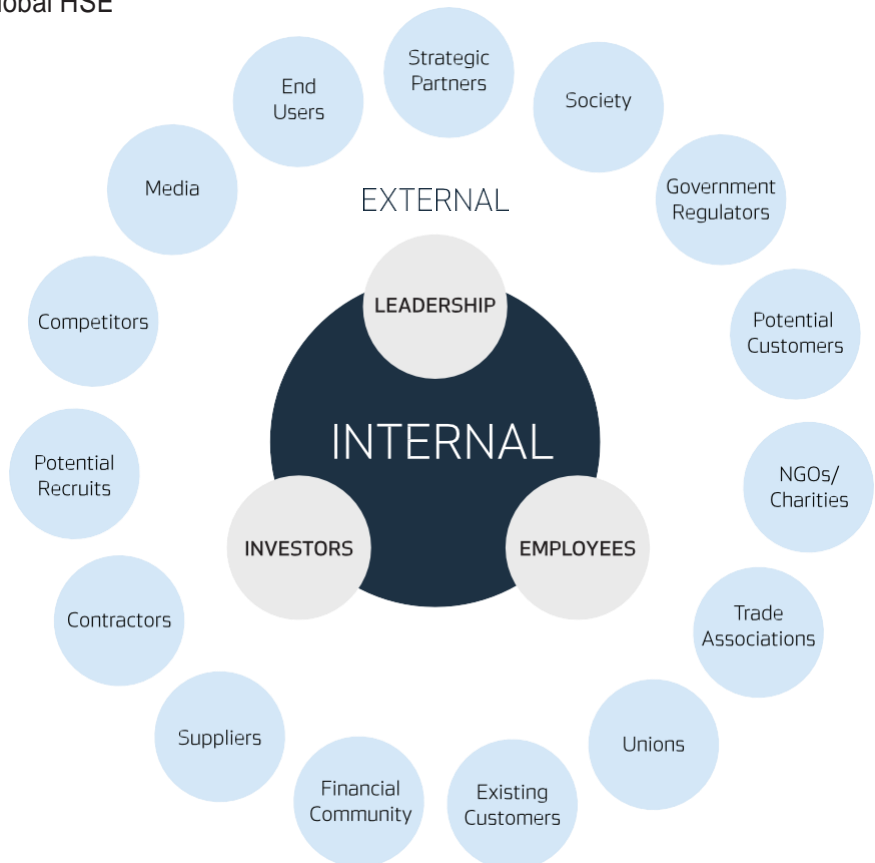 HSE
Strategic
Partners
End
Users
Society
Media
Government
Regulators
EXTERNAL
LEADERSHIP
Competitors
Potential
Customers
INTERNAL
Potential
Recruits
NGOs/
Charities
INVESTORS
EMPLOYEES
Contractors
Trade
Associations
Suppliers
Unions
Financial
Community
Existing
Customers